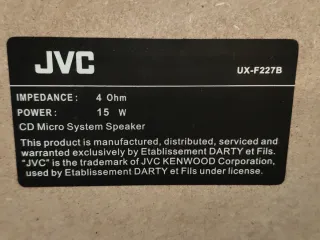 JVC UX-F227B
IMPEDANCE: 4 Ohm
POWER: 15 W
CD Micro System Speaker
This product is manufactured, distributed, serviced and
warranted exclusively by Etablissement DARTY et Fils.
"JVC" is the trademark of JVC KENWOOD Corporation,
used by Etablissement DARTY et Fils under license.